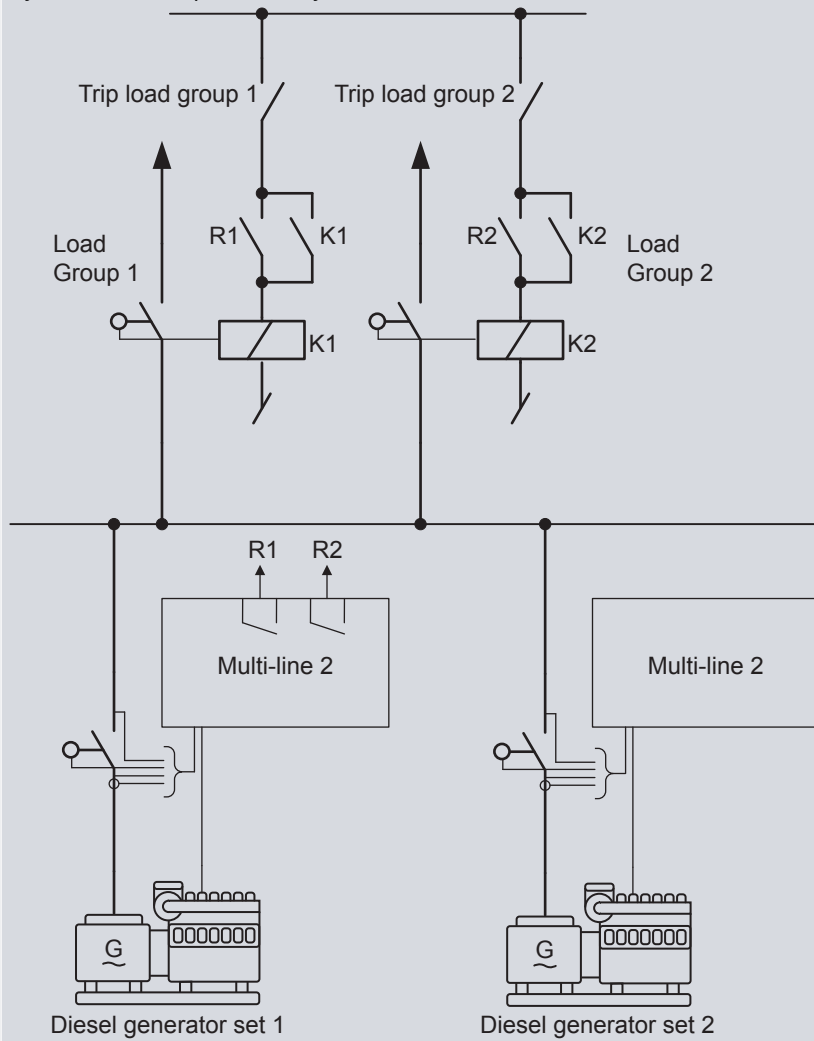 Trip load group 1
Trip load group 2
R1
K1
R2
K2
Load
Group 1
Load
Group 2
K1
K2
R1
R2
Multi-line 2
Multi-line 2
G
G
Diesel generator set 1
Diesel generator set 2